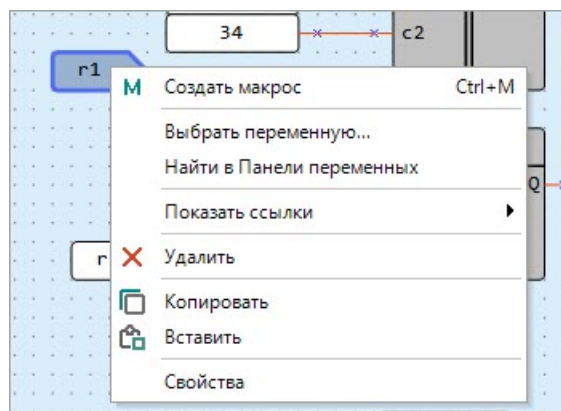 34
c2
r1
M Создать макрос Ctrl+M
Выбрать переменную...
Найти в Панели переменных
Q
Показать ссылки
r
Удалить
Копировать
Вставить
Свойства